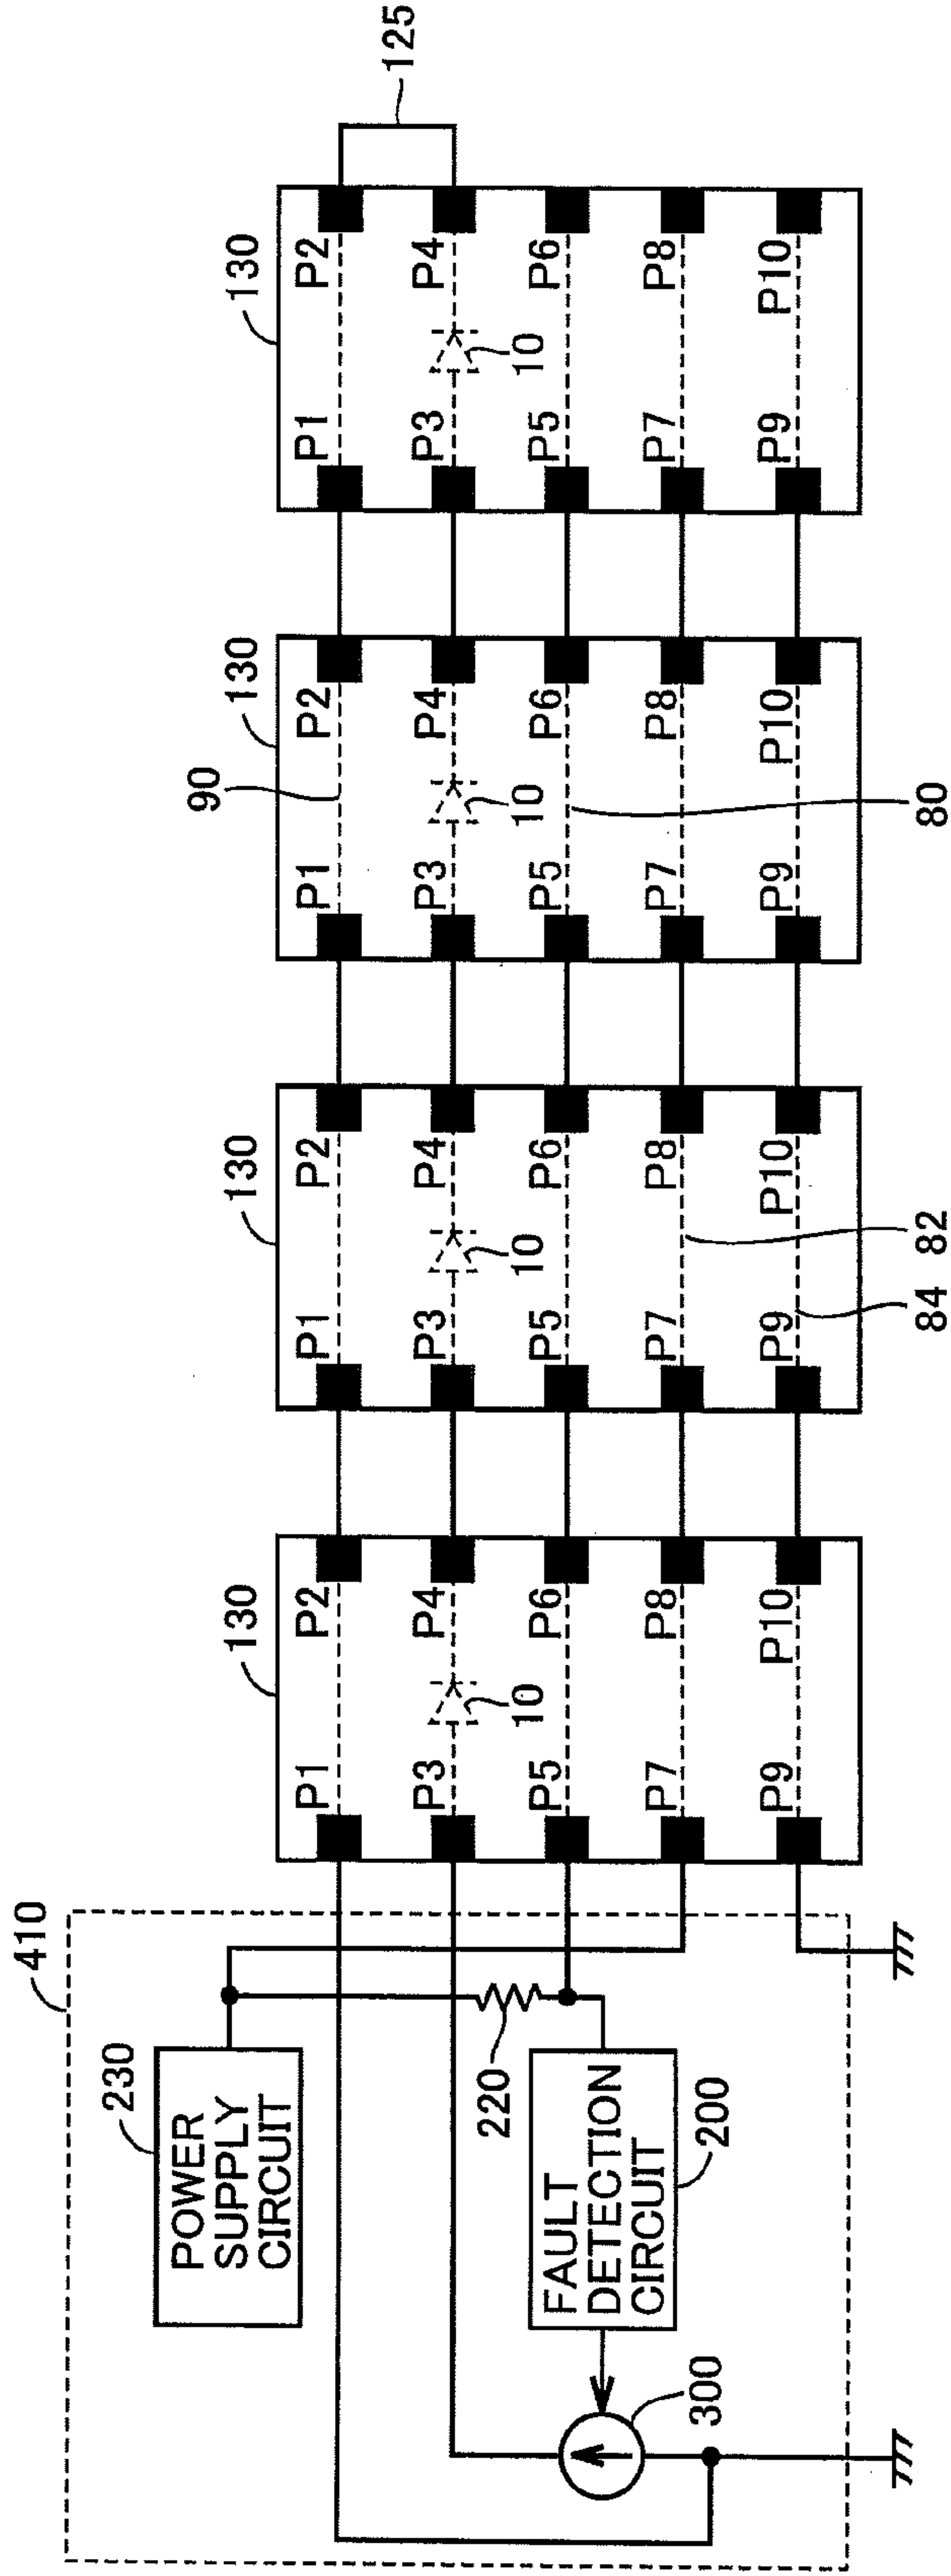 410
230
POWER
SUPPLY
CIRCUIT
220
FAULT
DETECTION
CIRCUIT
200
300
130
P1 P2
P3 P4
10
P5 P6
P7 P8
P9 P10
130
P1 P2
P3 P4
10
P5 P6
P7 P8
P9 P10
82
84
130
90
P1 P2
P3 P4
10
P5 P6
P7 P8
P9 P10
80
130
P1 P2
P3 P4
10
P5 P6
P7 P8
P9 P10
125